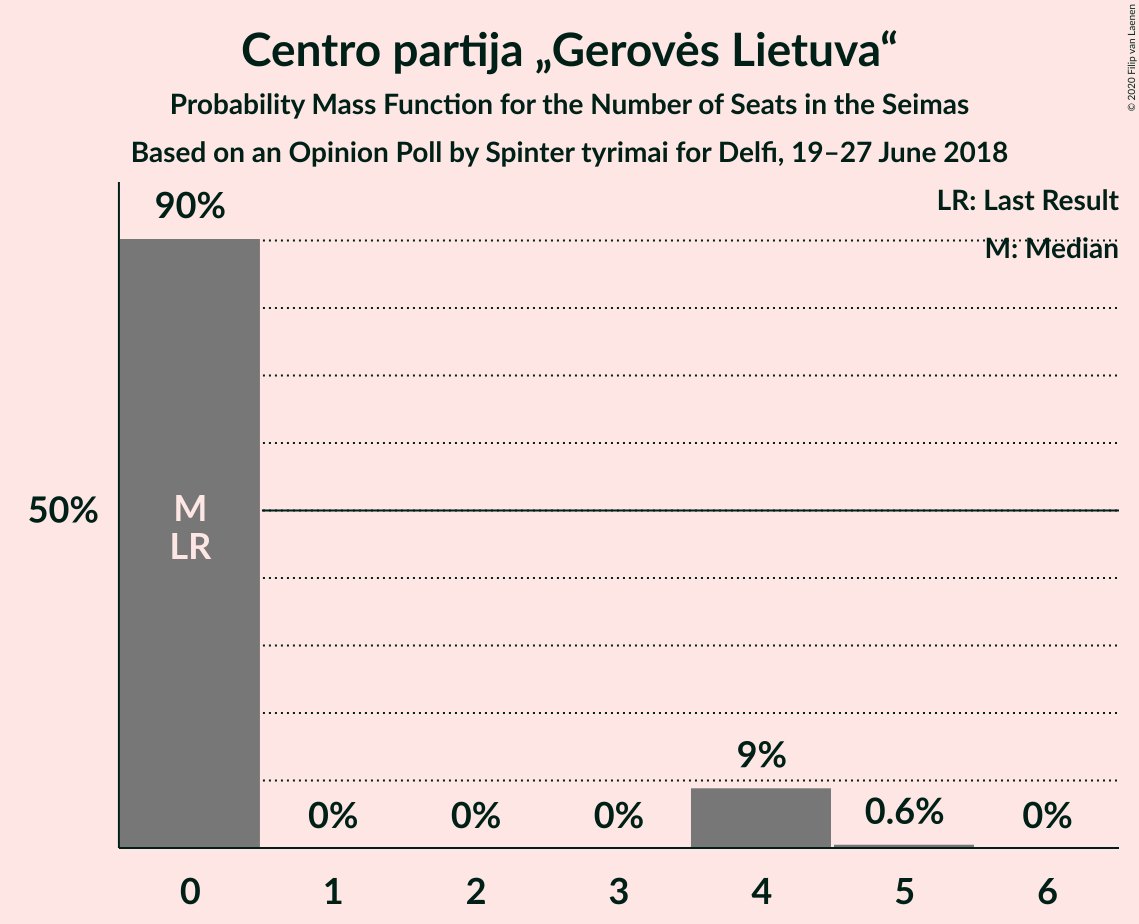 Centro partija „Gerovės Lietuva“
Probability Mass Function for the Number of Seats in the Seimas
Based on an Opinion Poll by Spinter tyrimai for Delfi, 19–27 June 2018
© 2020 Filip van Laenen
LR: Last Result
M: Median
90%
50%
M
LR
0%
0%
0%
9%
0.6%
0%
0 1 2 3 4 5 6